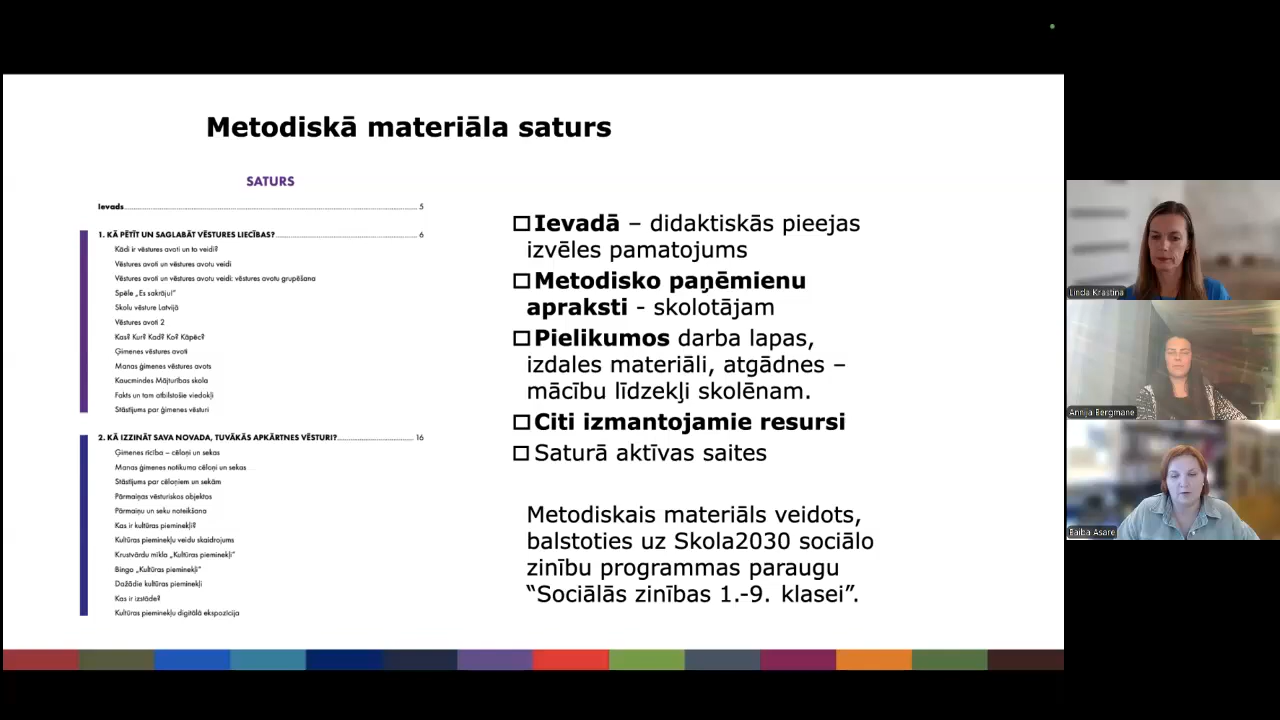 Metodiskā materiāla saturs
SATURS
Ievads 5
1. KĀ PĒTĪT UN SAGLABĀT VĒSTURES LIECĪBAS? 6
Kādi ir vēstures avoti un to veidi?
Vēstures avoti un vēstures avotu veidi
Vēstures avoti un vēstures avotu veidi: vēstures avotu grupēšana
Spēle „Es sakrāju!”
Skolu vēsture Latvijā
Vēstures avoti 2
Kas? Kur? Kad? Ko? Kāpēc?
Ģimenes vēstures avoti
Manas ģimenes vēstures avots
Kaucmindes Mājturības skola
Fakts un tam atbilstošie viedokļi
Stāstījums par ģimenes vēsturi
2. KĀ IZZINĀT SAVA NOVADA, TUVĀKĀS APKĀRTNES VĒSTURI? 16
Ģimenes rīcība – cēloņi un sekas
Manas ģimenes notikuma cēloņi un sekas
Stāstījums par cēloņiem un sekām
Pārmaiņas vēsturiskos objektos
Pārmaiņu un seku noteikšana
Kas ir kultūras pieminekļi?
Kultūras pieminekļu veidu skaidrojums
Krustvārdu mīkla „Kultūras pieminekļi”
Bingo „Kultūras pieminekļi”
Dažādie kultūras pieminekļi
Kas ir izstāde?
Kultūras pieminekļu digitālā ekspozīcija
Ievadā – didaktiskās pieejas
izvēles pamatojums
Metodisko paņēmienu
apraksti - skolotājam
Pielikumos darba lapas,
izdales materiāli, atgādnes –
mācību līdzekļi skolēnam.
Citi izmantojamie resursi
Saturā aktīvas saites
Metodiskais materiāls veidots,
balstoties uz Skola2030 sociālo
zinību programmas paraugu
“Sociālās zinības 1.-9. klasei”.
Linda Krastiņa
Annija Bergmane
Baiba Asare